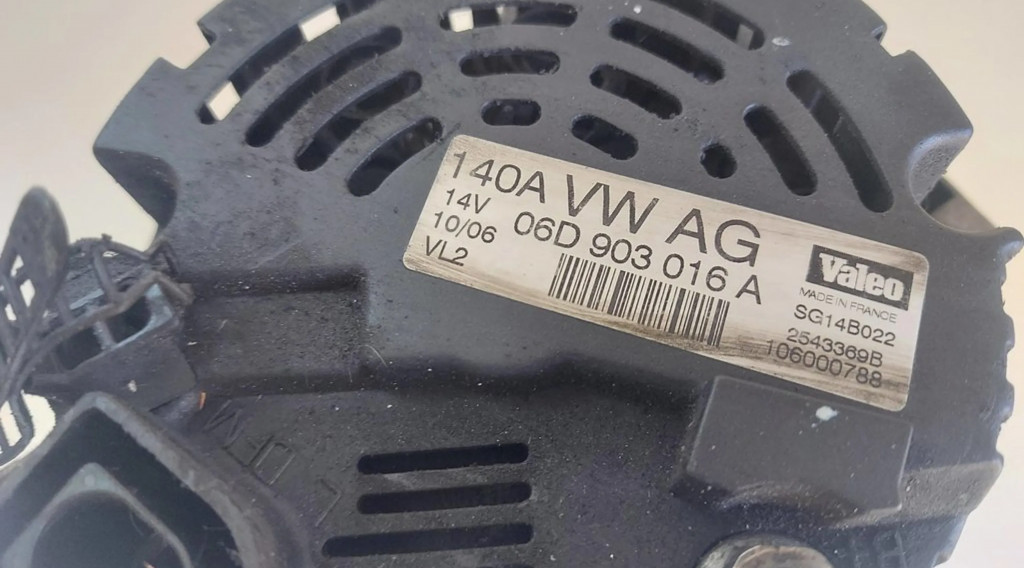 140A VW AG
14V 06D 903 016 A
10/06
VL2
Valeo
MADE IN FRANCE
SG14B022
2543369B
106000788